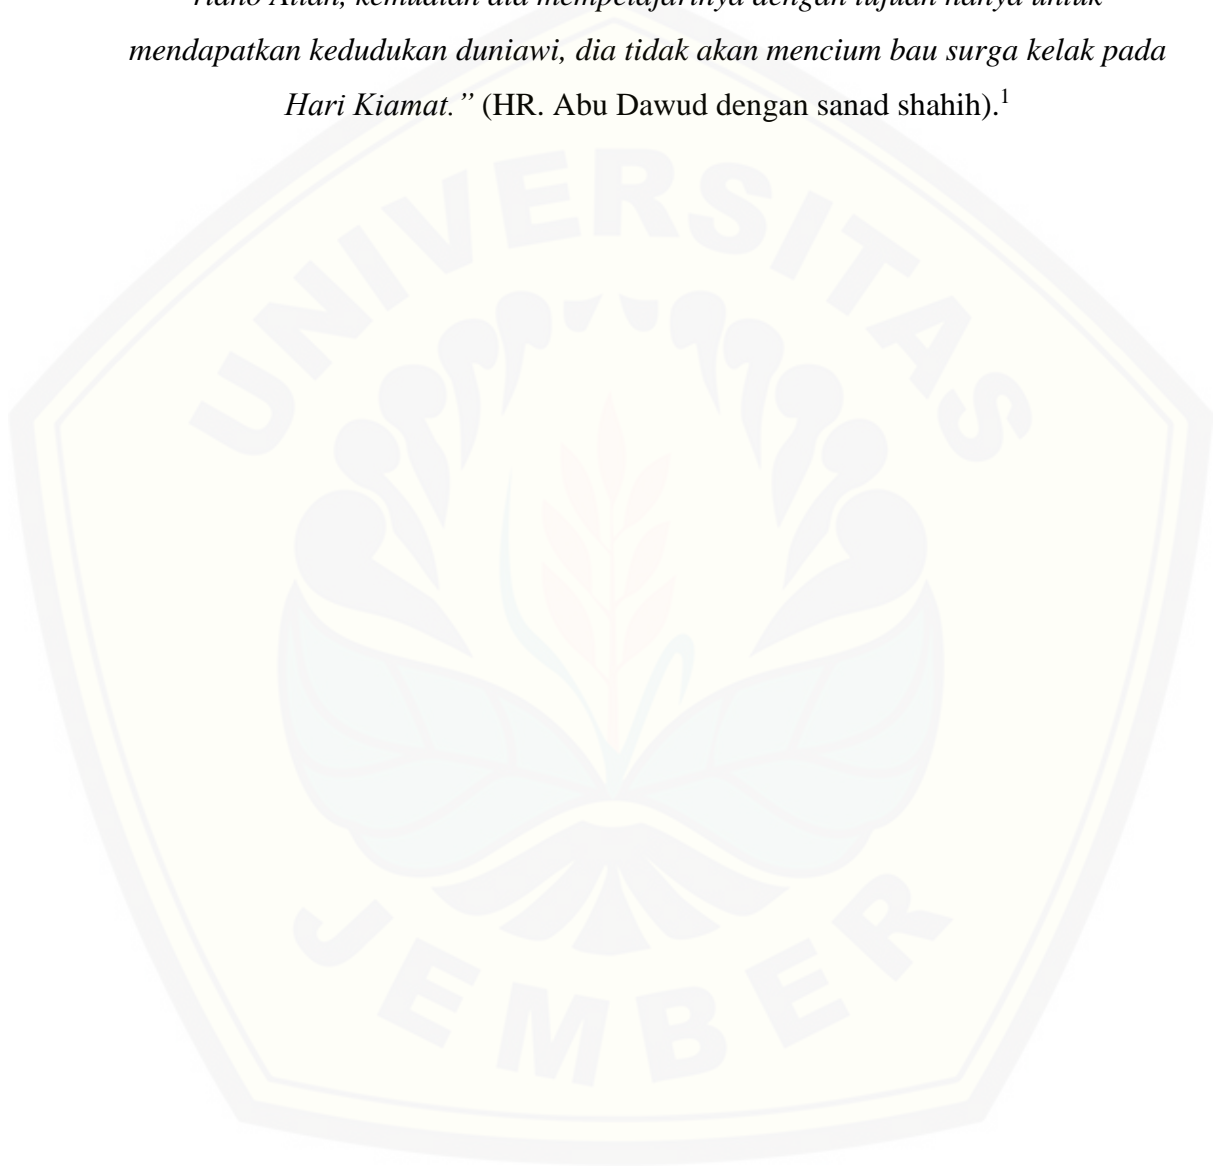 ridho Allah, kemudian dia mempelajarinya dengan tujuan hanya untuk
mendapatkan kedudukan duniawi, dia tidak akan mencium bau surga kelak pada
Hari Kiamat.” (HR. Abu Dawud dengan sanad shahih).¹
UNIVERSITAS
JEMBER